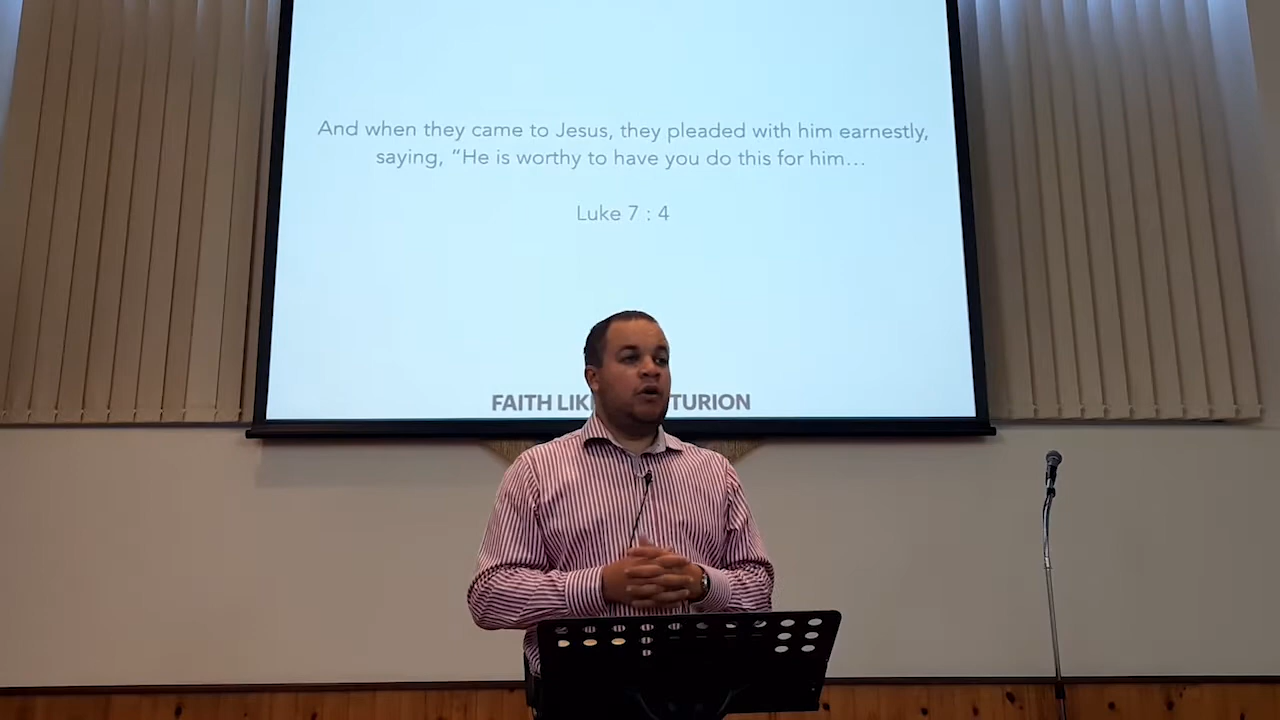 And when they came to Jesus, they pleaded with him earnestly,
saying, “He is worthy to have you do this for him…
Luke 7 : 4
FAITH LIK TURION